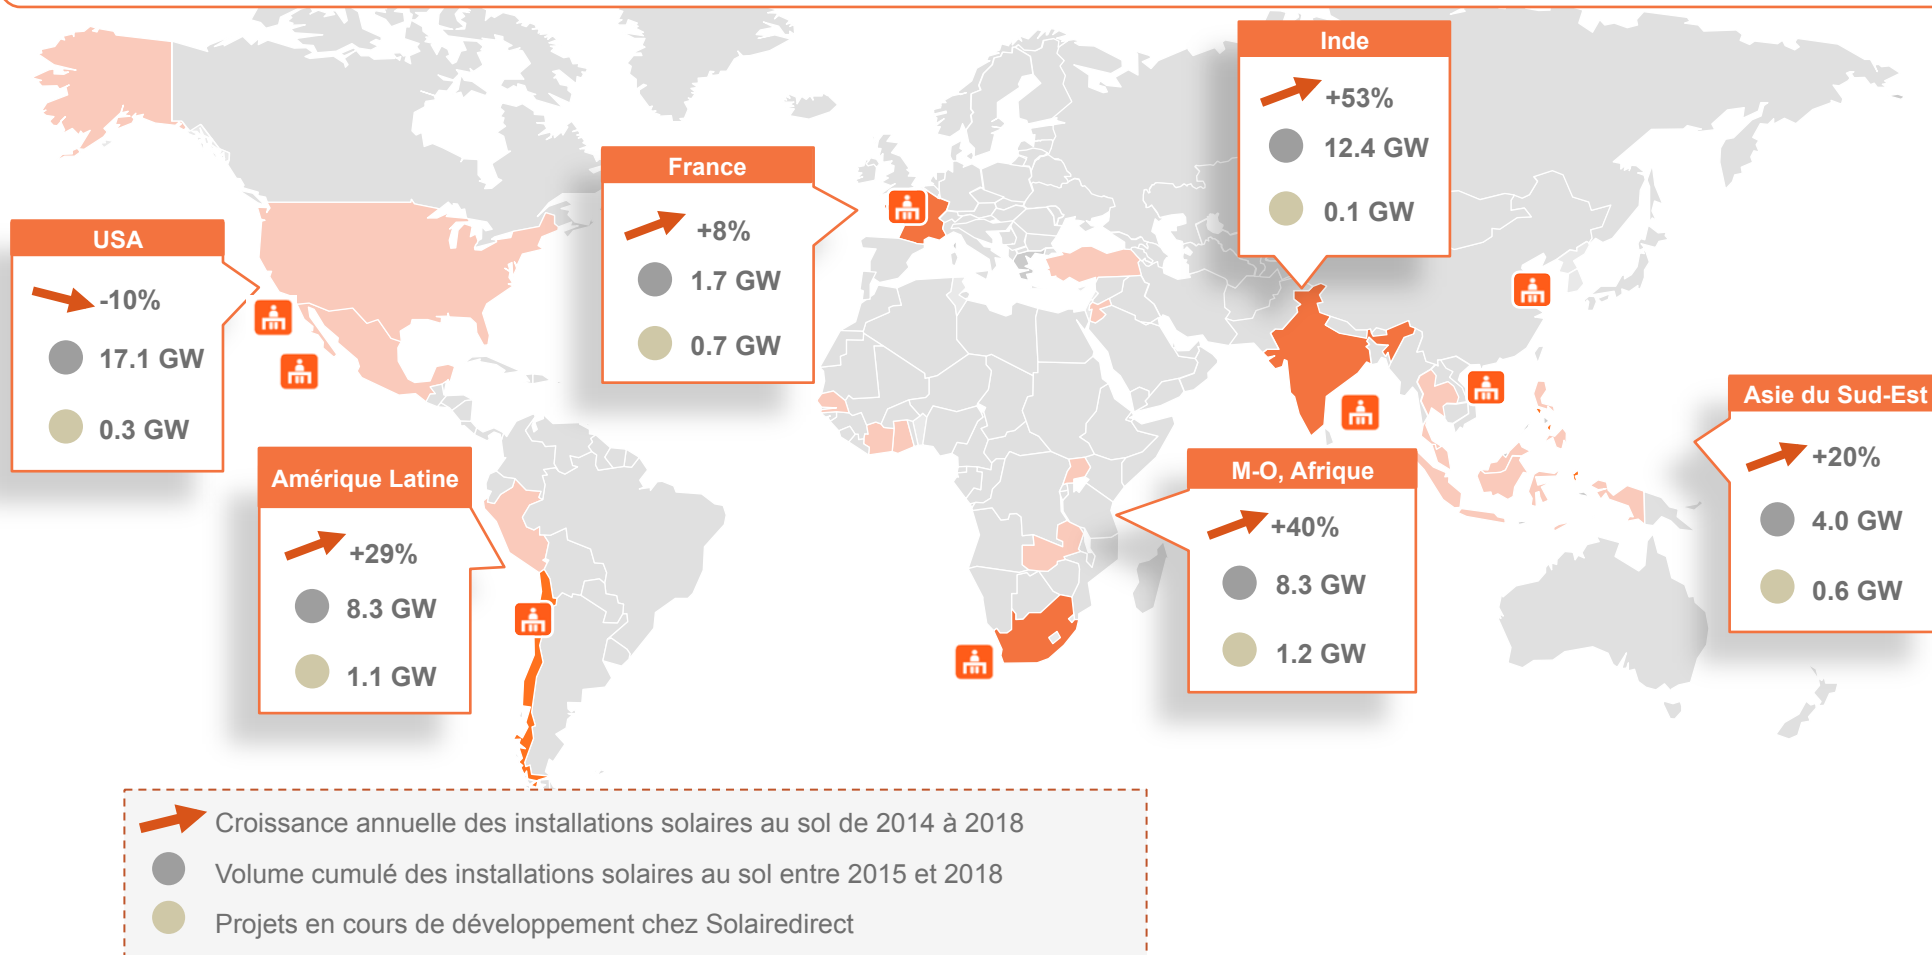 Inde
+53%
12.4 GW
0.1 GW
France
+8%
1.7 GW
0.7 GW
USA
-10%
17.1 GW
0.3 GW
Asie du Sud-Est
+20%
4.0 GW
0.6 GW
Amérique Latine
+29%
8.3 GW
1.1 GW
M-O, Afrique
+40%
8.3 GW
1.2 GW
Croissance annuelle des installations solaires au sol de 2014 à 2018
Volume cumulé des installations solaires au sol entre 2015 et 2018
Projets en cours de développement chez Solairedirect